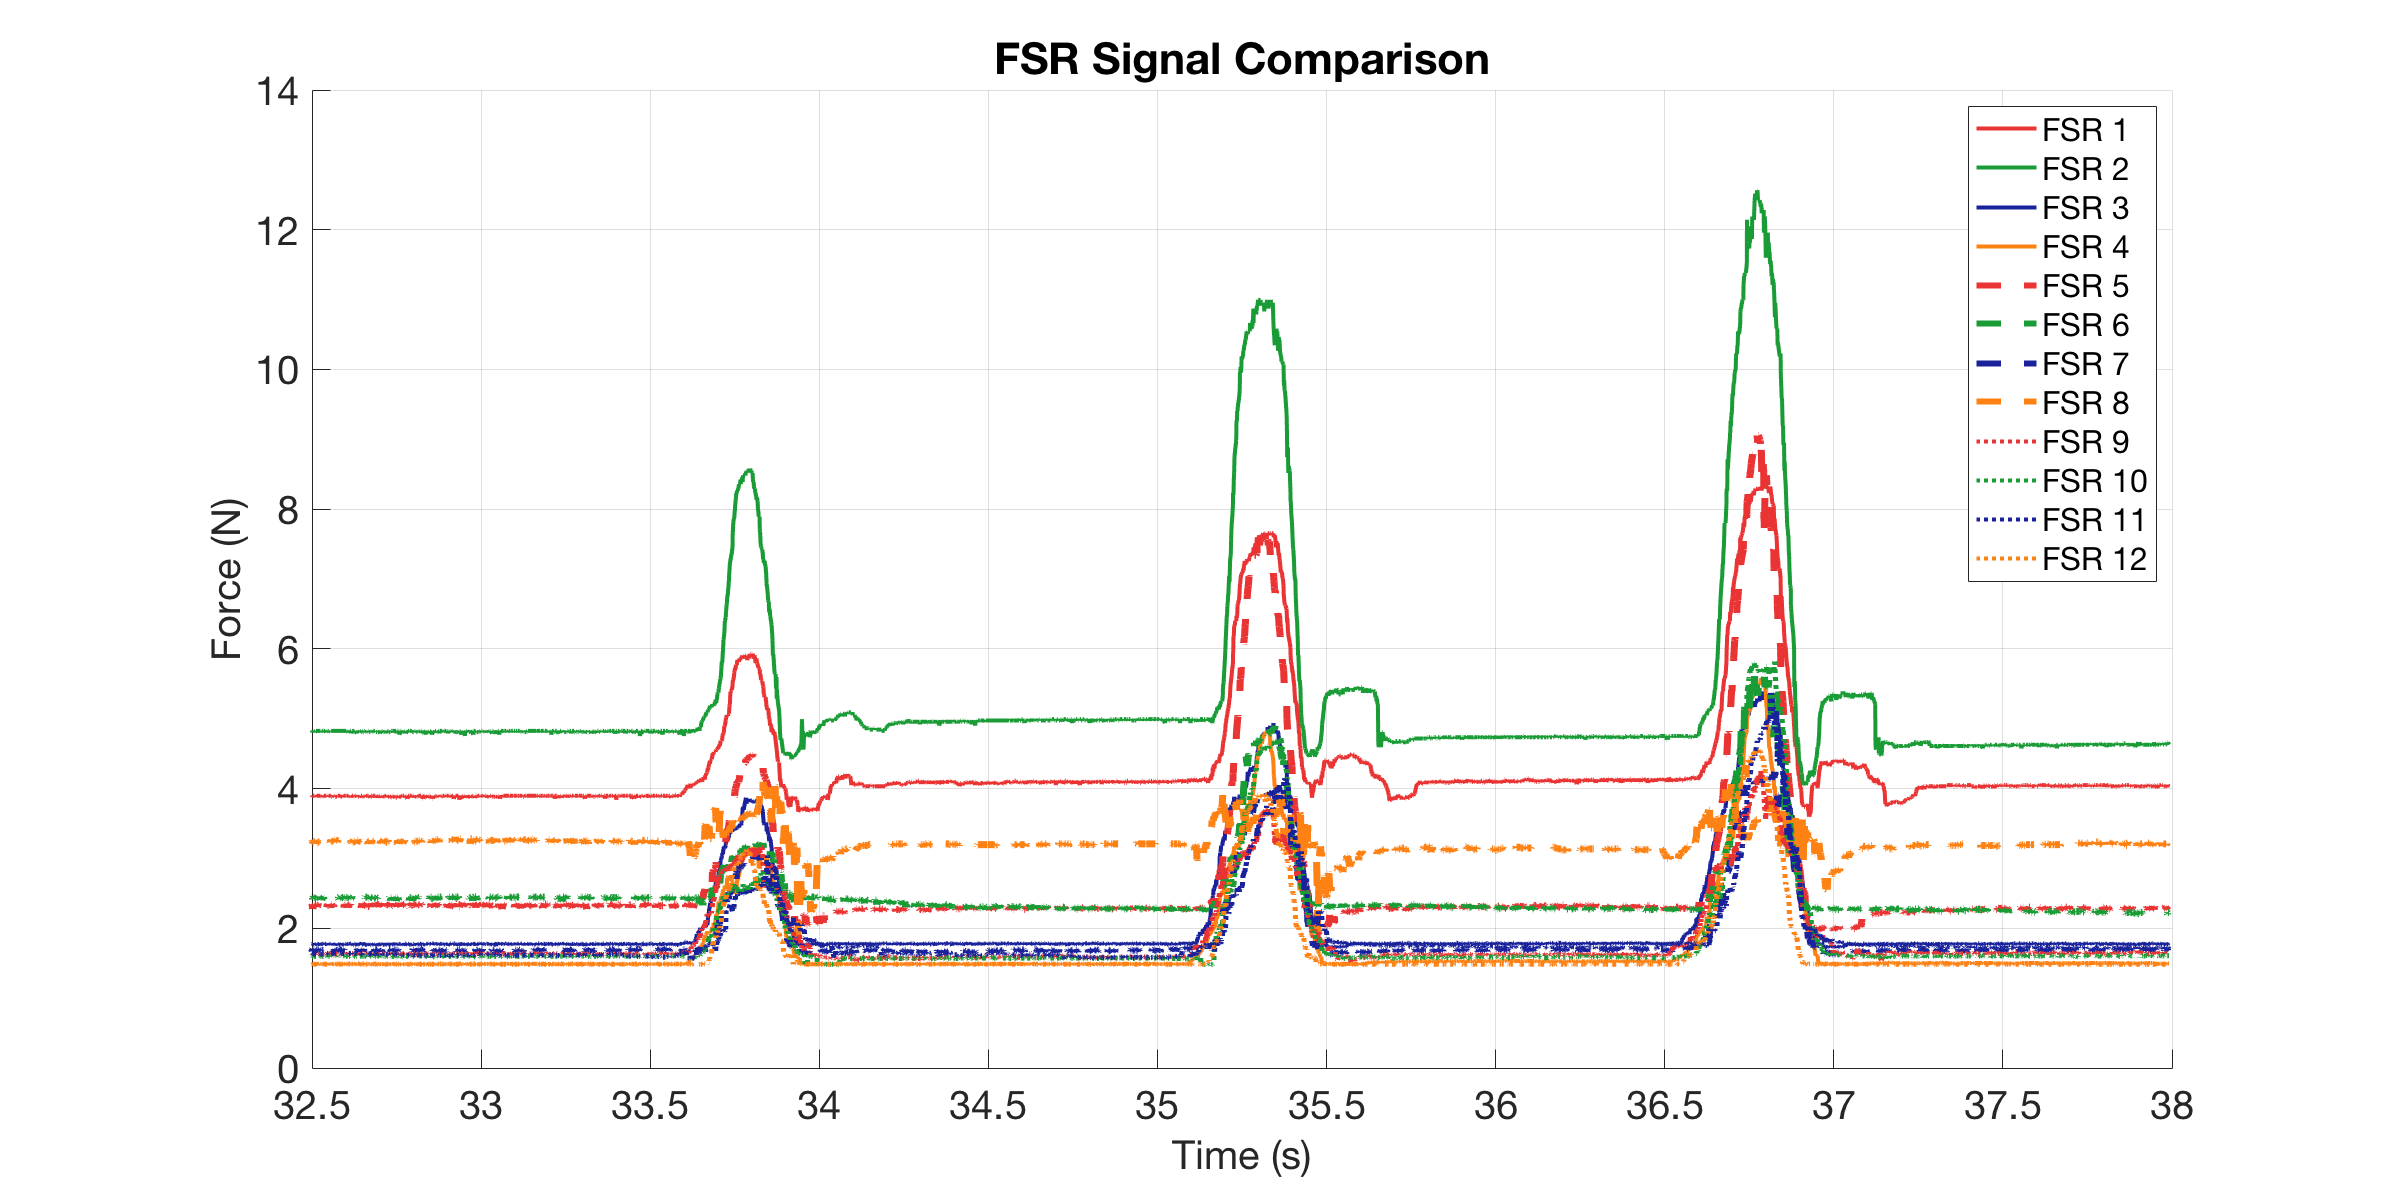 FSR Signal Comparison
14
12
10
8
6
4
2
0
Force (N)
32.5 33 33.5 34 34.5 35 35.5 36 36.5 37 37.5 38
Time (s)
FSR 1
FSR 2
FSR 3
FSR 4
FSR 5
FSR 6
FSR 7
FSR 8
FSR 9
FSR 10
FSR 11
FSR 12